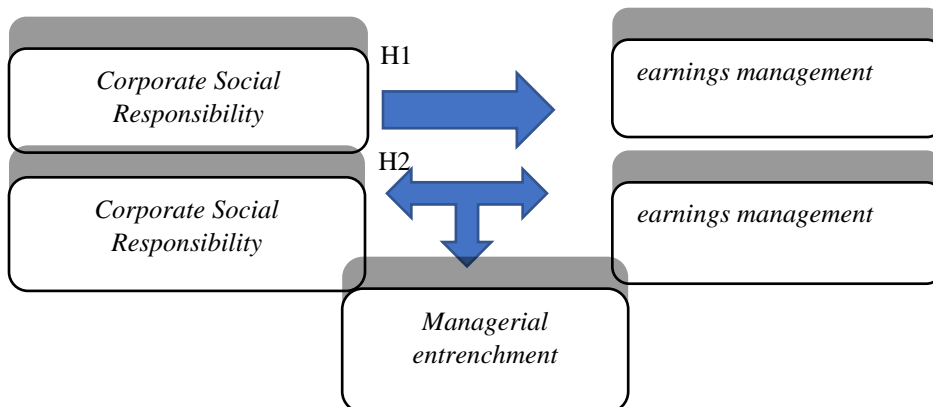 Corporate Social
Responsibility
H1
earnings management
H2
Corporate Social
Responsibility
earnings management
Managerial
entrenchment